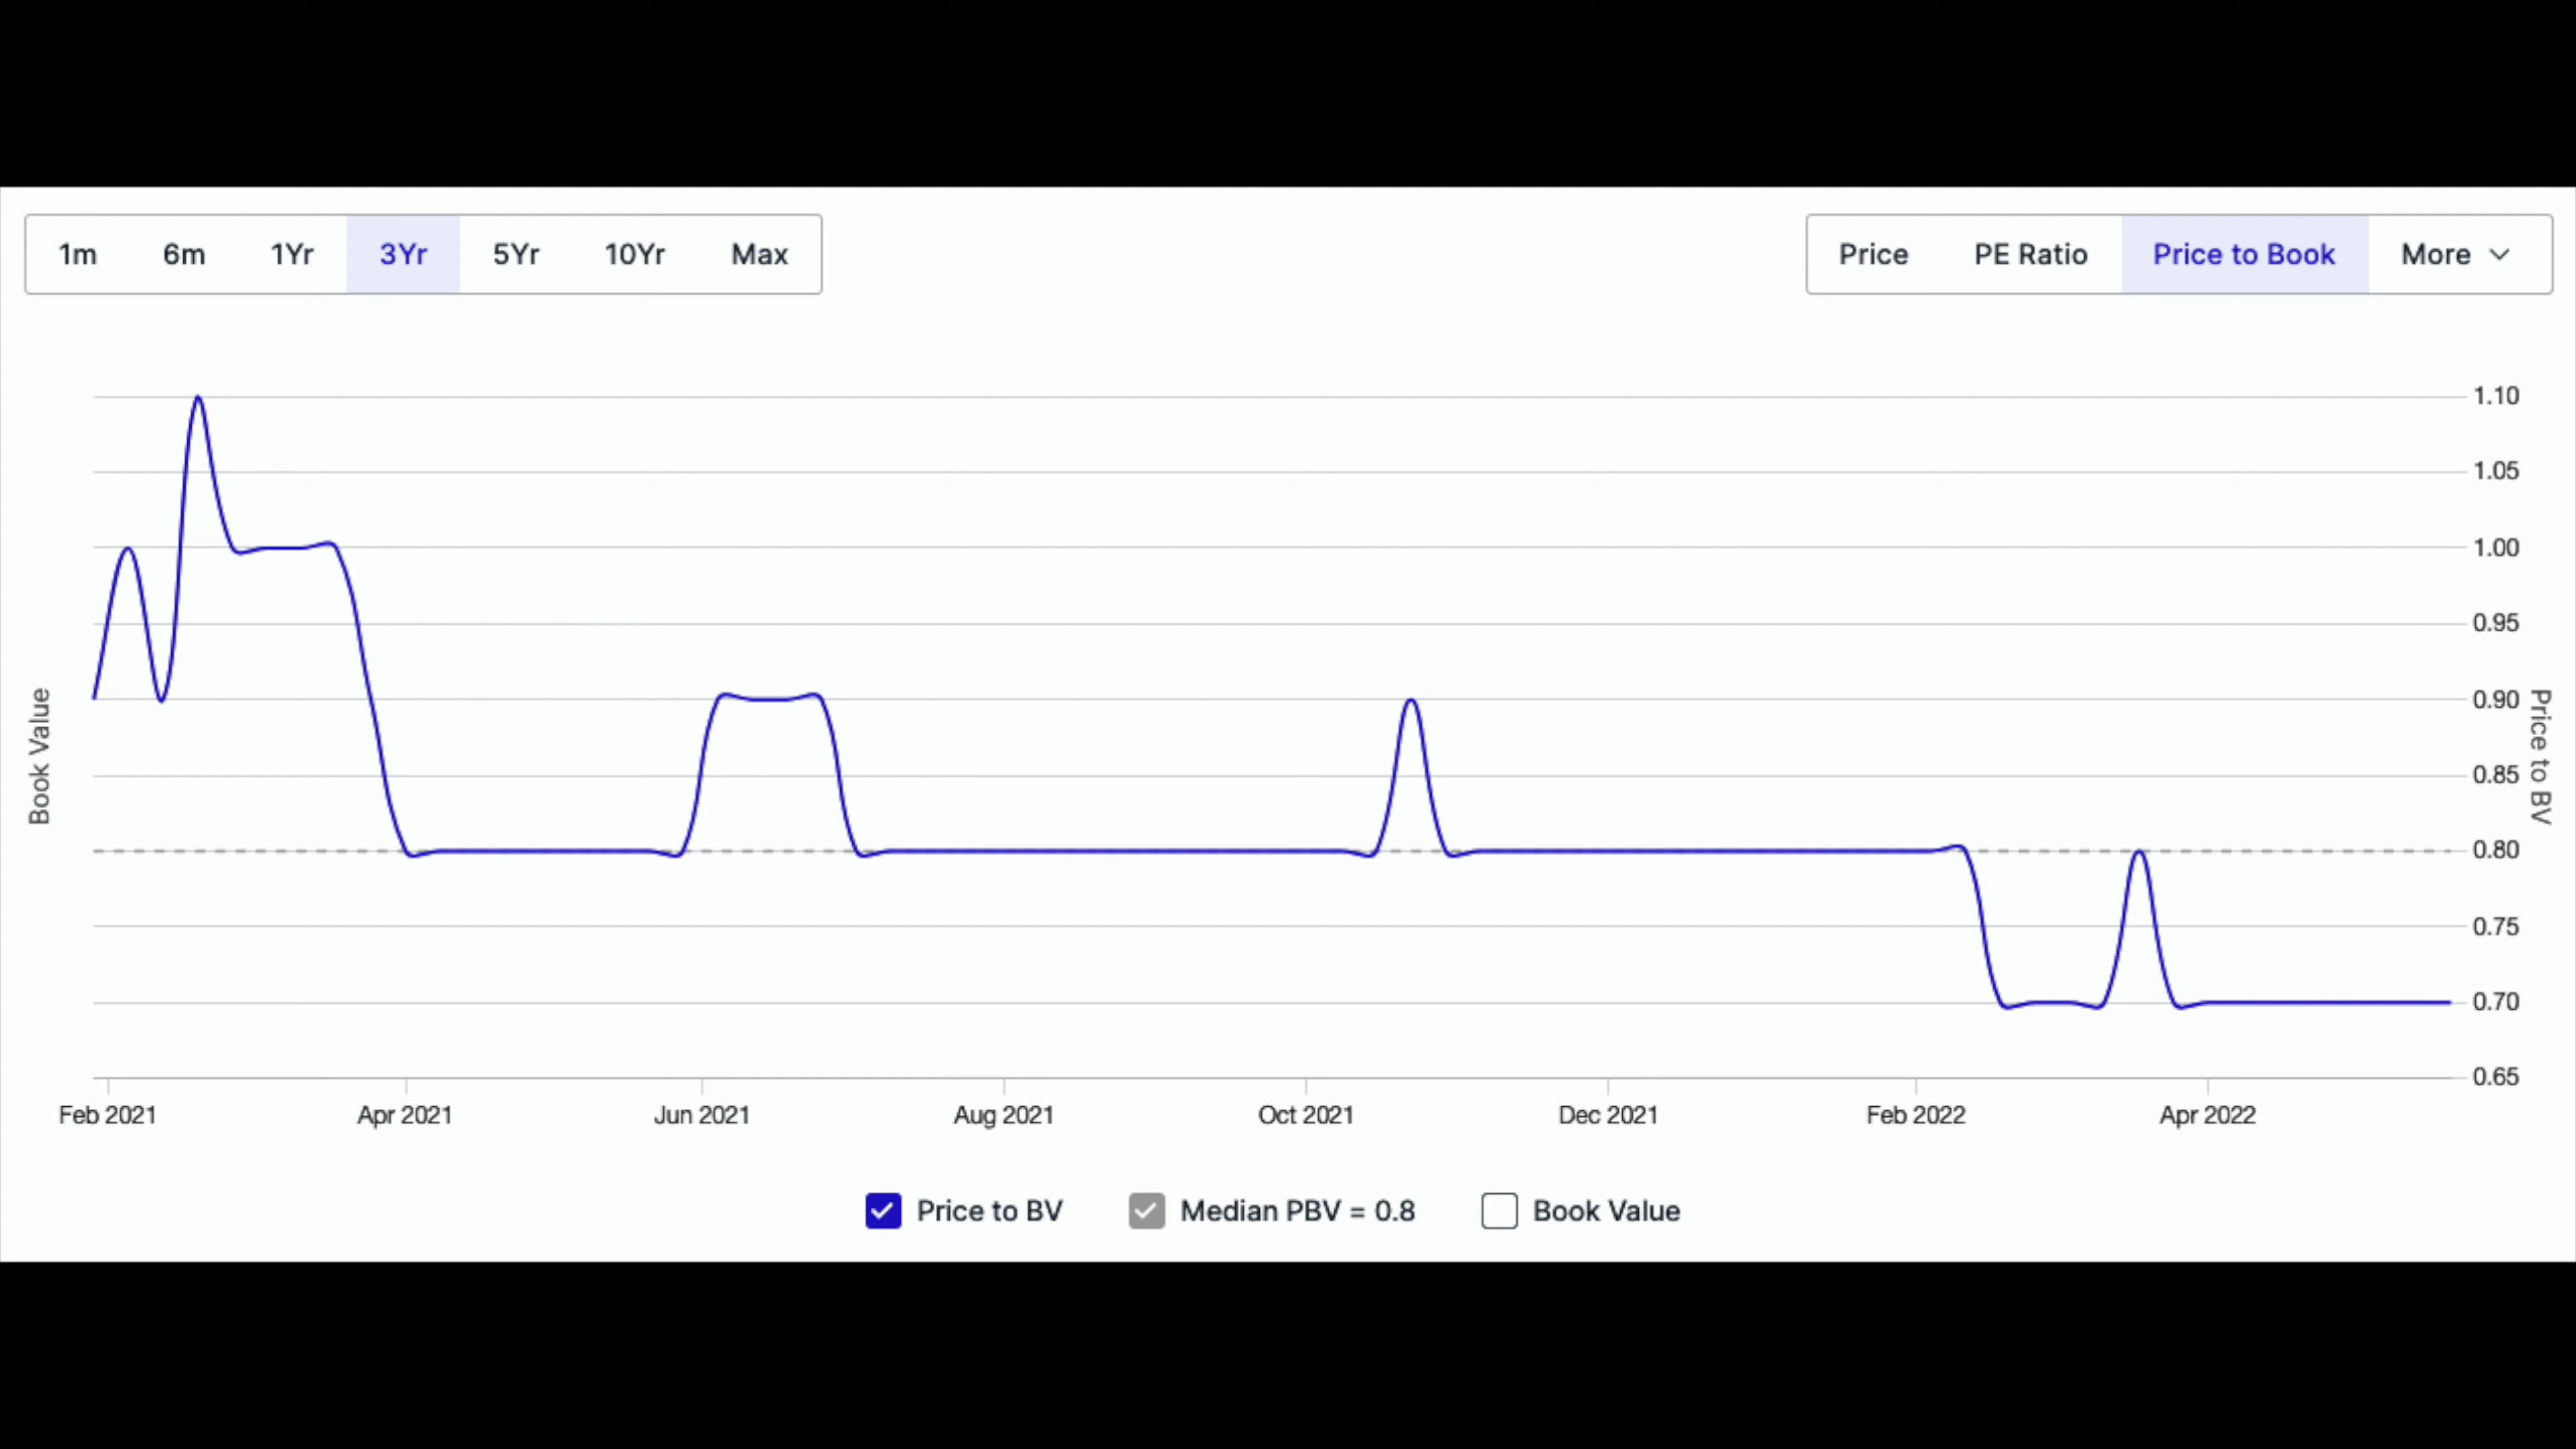 1m 6m 1Yr 3Yr 5Yr 10Yr Max
Price PE Ratio Price to Book More
1.10
1.05
1.00
0.95
0.90
0.85
0.80
0.75
0.70
0.65
Book Value
Price to BV
Feb 2021 Apr 2021 Jun 2021 Aug 2021 Oct 2021 Dec 2021 Feb 2022 Apr 2022
Price to BV Median PBV = 0.8 Book Value